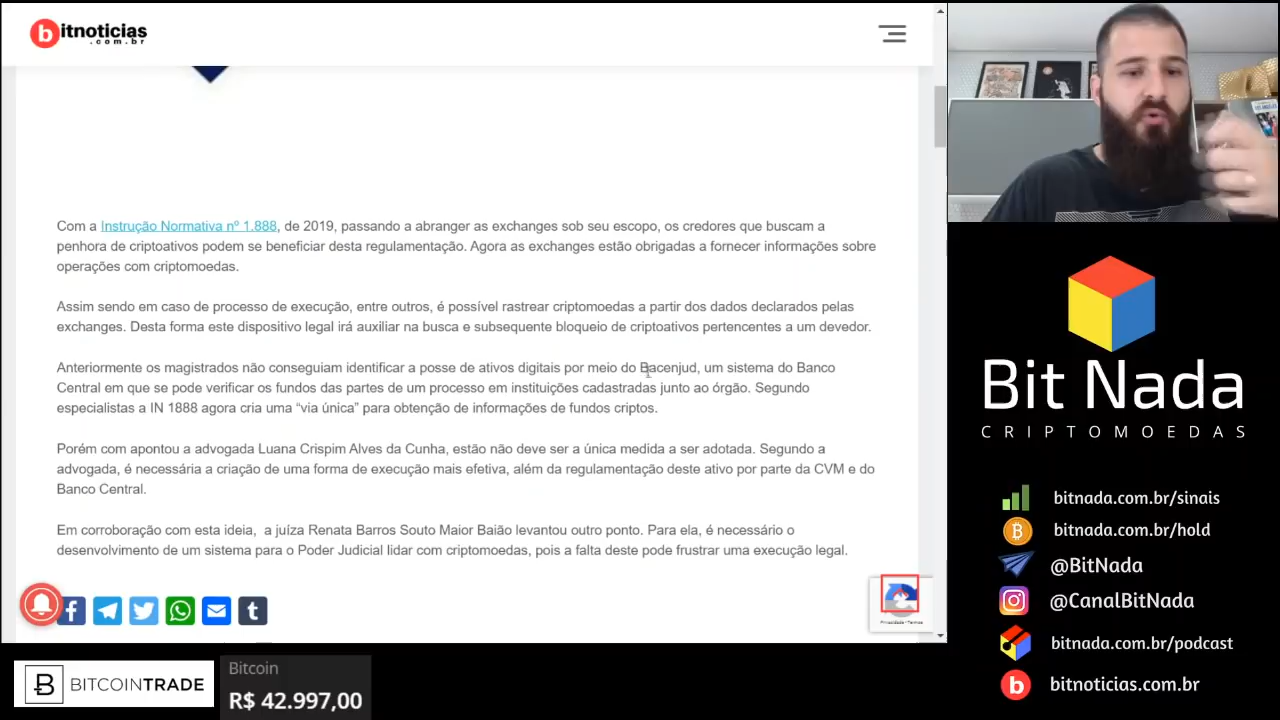 bitnoticias
.com.br
Com a Instrução Normativa nº 1.888, de 2019, passando a abranger as exchanges sob seu escopo, os credores que buscam a
penhora de criptoativos podem se beneficiar desta regulamentação. Agora as exchanges estão obrigadas a fornecer informações sobre
operações com criptomoedas.
Assim sendo em caso de processo de execução, entre outros, é possível rastrear criptomoedas a partir dos dados declarados pelas
exchanges. Desta forma este dispositivo legal irá auxiliar na busca e subsequente bloqueio de criptoativos pertencentes a um devedor.
Anteriormente os magistrados não conseguiam identificar a posse de ativos digitais por meio do Bacenjud, um sistema do Banco
Central em que se pode verificar os fundos das partes de um processo em instituições cadastradas junto ao órgão. Segundo
especialistas a IN 1888 agora cria uma “via única” para obtenção de informações de fundos criptos.
Porém com apontou a advogada Luana Crispim Alves da Cunha, estão não deve ser a única medida a ser adotada. Segundo a
advogada, é necessária a criação de uma forma de execução mais efetiva, além da regulamentação deste ativo por parte da CVM e do
Banco Central.
Em corroboração com esta ideia, a juíza Renata Barros Souto Maior Baião levantou outro ponto. Para ela, é necessário o
desenvolvimento de um sistema para o Poder Judicial lidar com criptomoedas, pois a falta deste pode frustrar uma execução legal.
Privacidade - Termos
BITCOINTRADE
Bitcoin
R$ 42.997,00
Bit Nada
CRIPTOMOEDAS
bitnada.com.br/sinais
bitnada.com.br/hold
@BitNada
@CanalBitNada
bitnada.com.br/podcast
bitnoticias.com.br